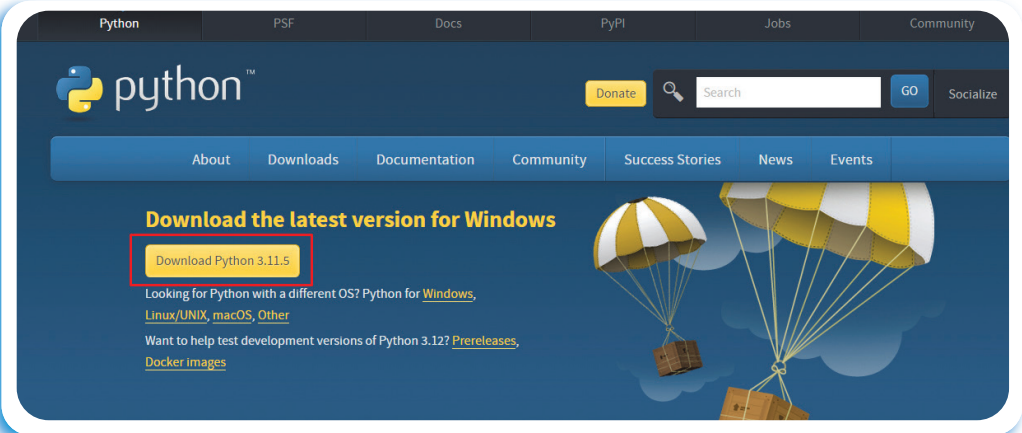 Python PSF Docs PyPI Jobs Community
python™
Donate Search GO Socialize
About Downloads Documentation Community Success Stories News Events
Download the latest version for Windows
Download Python 3.11.5
Looking for Python with a different OS? Python for Windows,
Linux/UNIX, macOS, Other
Want to help test development versions of Python 3.12? Prereleases,
Docker images